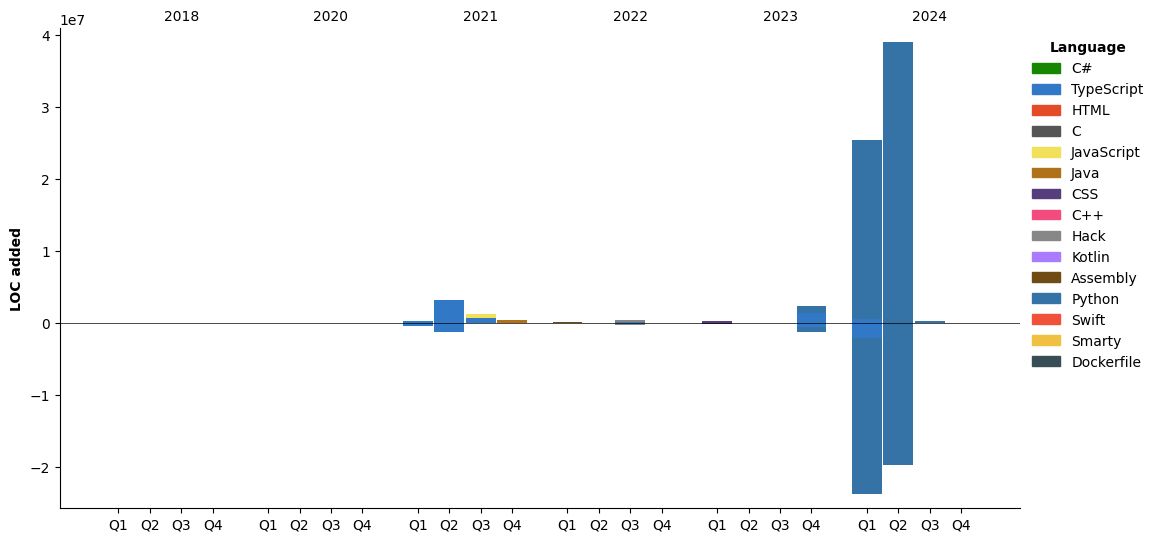 2018 2020 2021 2022 2023 2024
1e7
4
3
2
1
0
−1
−2
LOC added
Q1 Q2 Q3 Q4 Q1 Q2 Q3 Q4 Q1 Q2 Q3 Q4 Q1 Q2 Q3 Q4 Q1 Q2 Q3 Q4 Q1 Q2 Q3 Q4
Language
C#
TypeScript
HTML
C
JavaScript
Java
CSS
C++
Hack
Kotlin
Assembly
Python
Swift
Smarty
Dockerfile